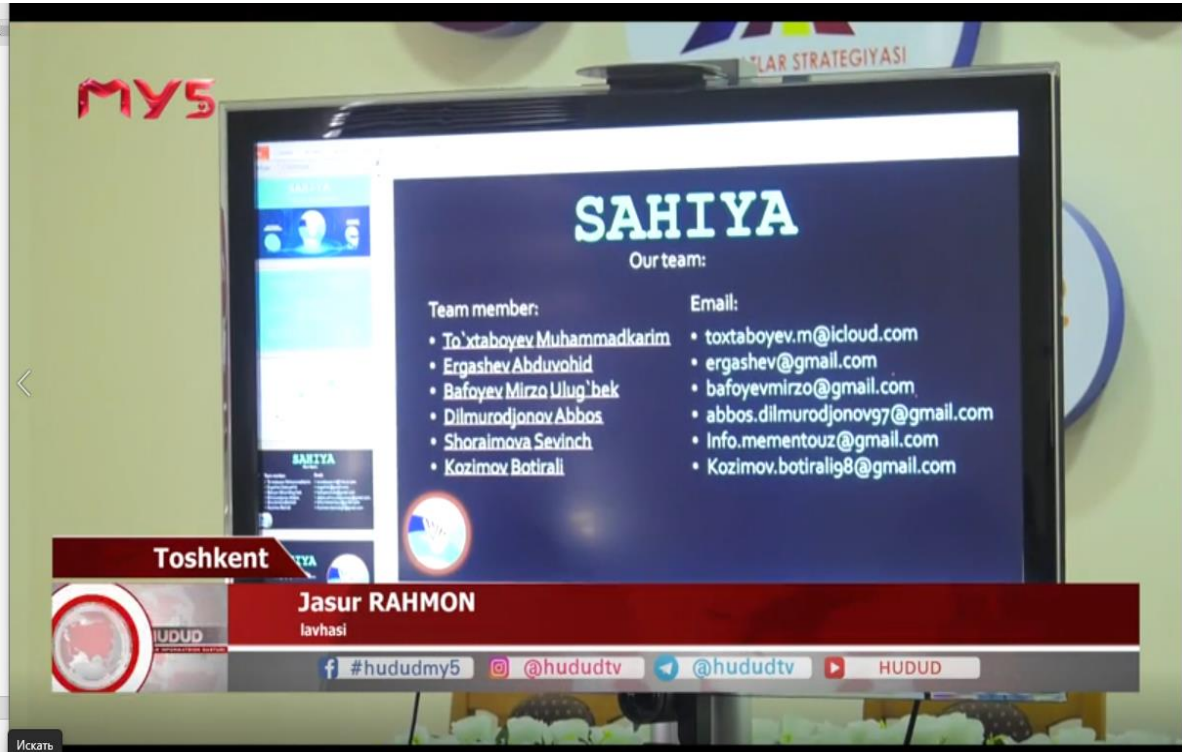 TLAR STRATEGIYASI
MY5
SAHIYA
Our team:
Team member:
• To`xtaboyev Muhammadkarim
• Ergashev Abduvohid
• Bafoyev Mirzo Ulug`bek
• Dilmurodjonov Abbos
• Shoraimova Sevinch
• Kozimov Botirali
Email:
• toxtaboyev.m@icloud.com
• ergashev@gmail.com
• bafoyevmirzo@gmail.com
• abbos.dilmurodjonov97@gmail.com
• Info.mementouz@gmail.com
• Kozimov.botirali98@gmail.com
SAHIYA
Toshkent
Jasur RAHMON
lavhasi
HUDUD
#hududmy5 @hududtv @hududtv HUDUD
Искать